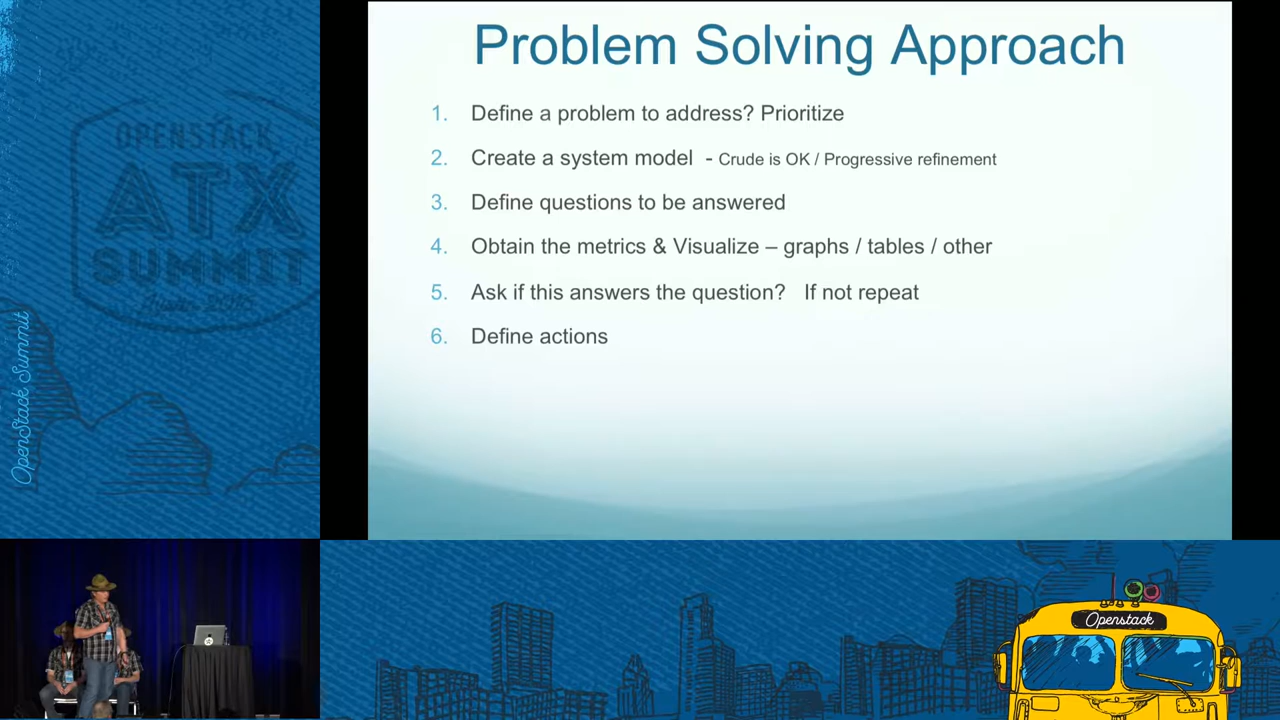 Problem Solving Approach
1. Define a problem to address? Prioritize
2. Create a system model - Crude is OK / Progressive refinement
3. Define questions to be answered
4. Obtain the metrics & Visualize – graphs / tables / other
5. Ask if this answers the question? If not repeat
6. Define actions
OPENSTACK
ATX
SUMMIT
OpenStack Summit
Openstack